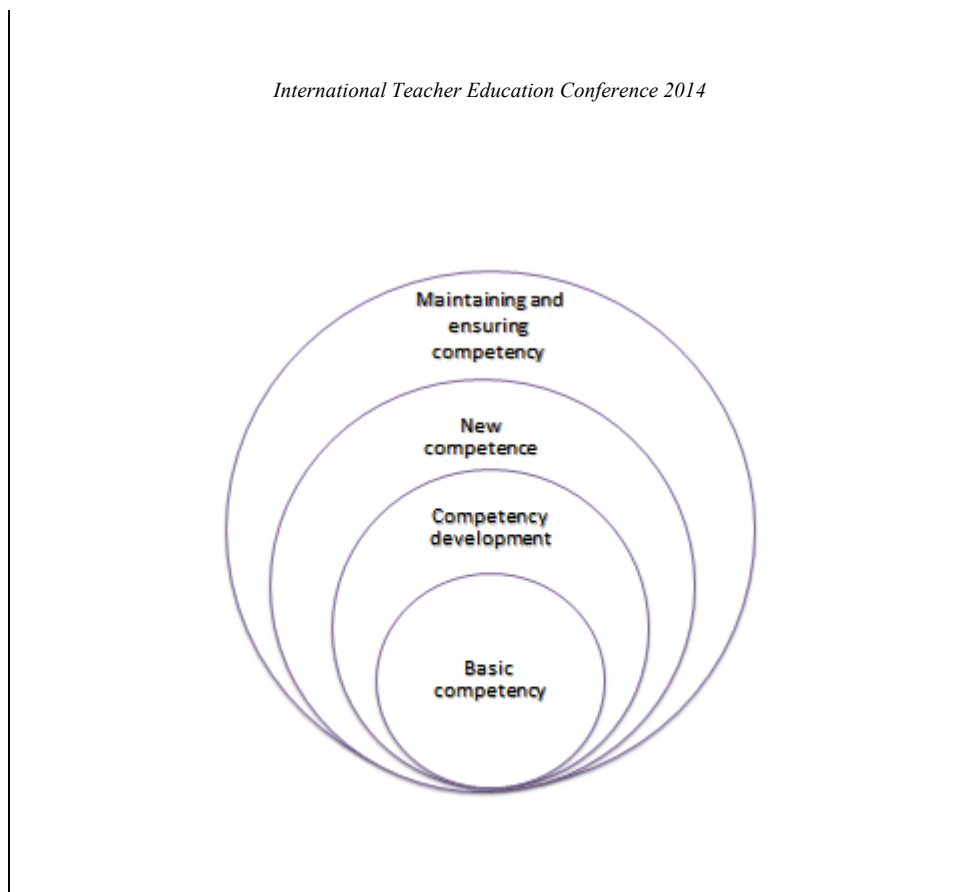 International Teacher Education Conference 2014
Maintaining and
ensuring
competency
New
competence
Competency
development
Basic
competency